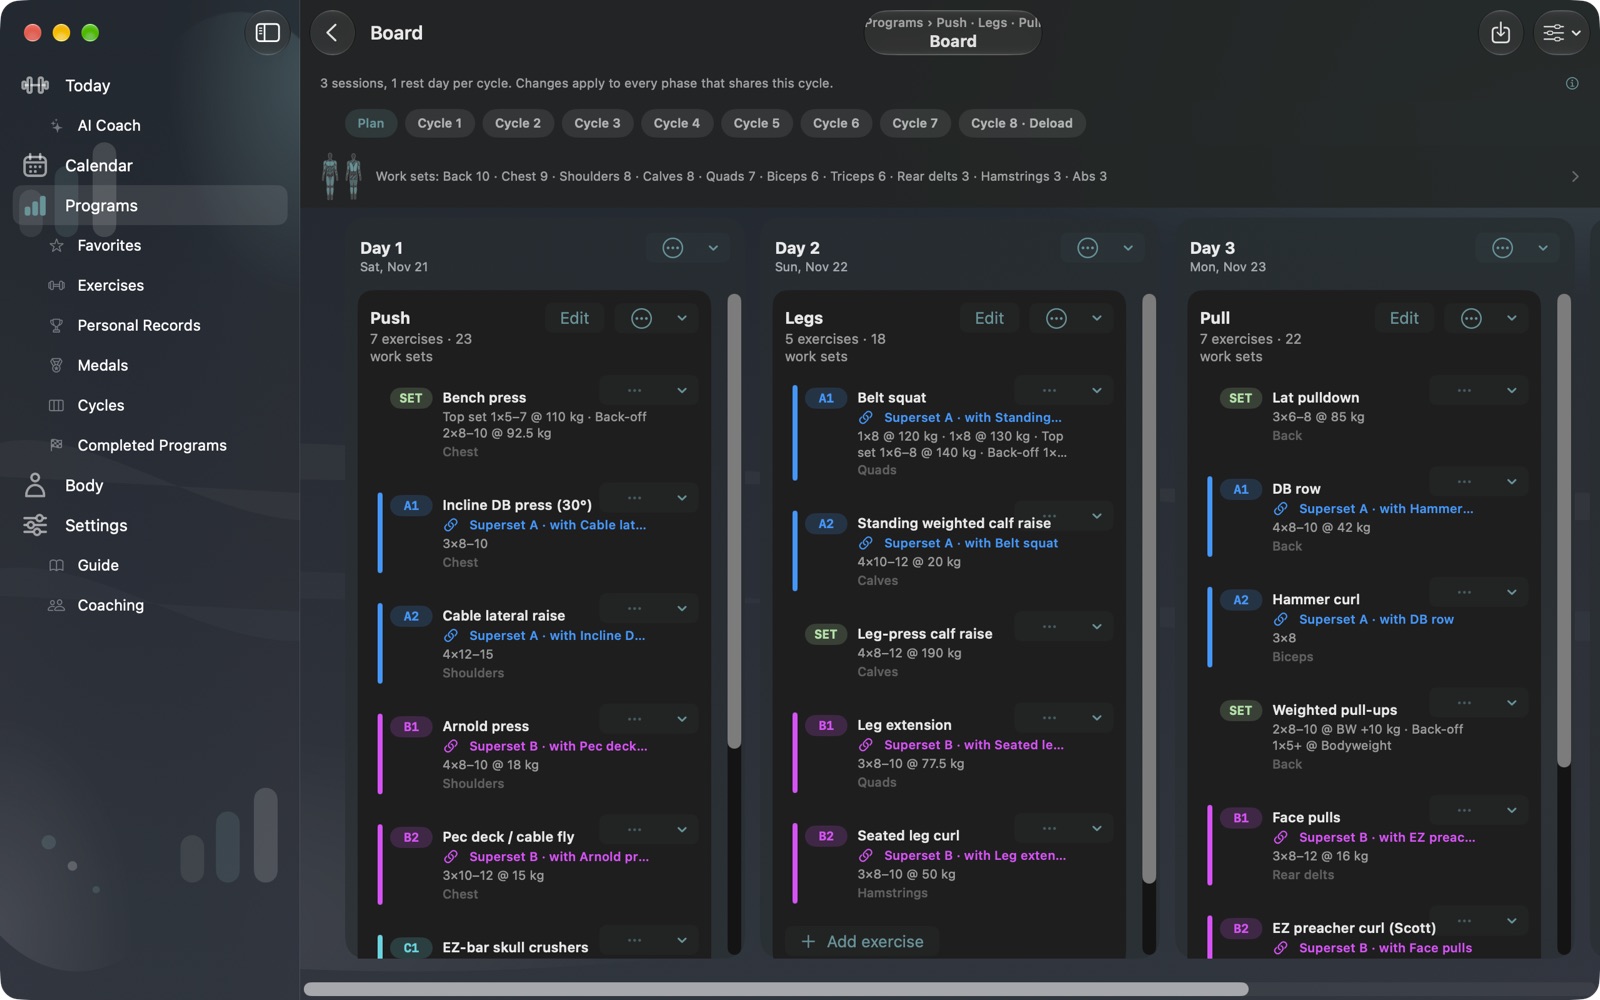 Today
AI Coach
Calendar
Programs
Favorites
Exercises
Personal Records
Medals
Cycles
Completed Programs
Body
Settings
Guide
Coaching
Board
Programs › Push · Legs · Pul
Board
3 sessions, 1 rest day per cycle. Changes apply to every phase that shares this cycle.
Plan
Cycle 1
Cycle 2
Cycle 3
Cycle 4
Cycle 5
Cycle 6
Cycle 7
Cycle 8 · Deload
Work sets: Back 10 · Chest 9 · Shoulders 8 · Calves 8 · Quads 7 · Biceps 6 · Triceps 6 · Rear delts 3 · Hamstrings 3 · Abs 3
Day 1
Sat, Nov 21
Push
Edit
7 exercises · 23
work sets
SET
Bench press
Top set 1×5–7 @ 110 kg · Back-off
2×8–10 @ 92.5 kg
Chest
A1
Incline DB press (30°)
Superset A · with Cable lat...
3×8–10
Chest
A2
Cable lateral raise
Superset A · with Incline D...
4×12–15
Shoulders
B1
Arnold press
Superset B · with Pec deck...
4×8–10 @ 18 kg
Shoulders
B2
Pec deck / cable fly
Superset B · with Arnold pr...
3×10–12 @ 15 kg
Chest
C1
EZ-bar skull crushers
Day 2
Sun, Nov 22
Legs
Edit
5 exercises · 18
work sets
A1
Belt squat
Superset A · with Standing...
1×8 @ 120 kg · 1×8 @ 130 kg · Top
set 1×6–8 @ 140 kg · Back-off 1×...
Quads
A2
Standing weighted calf raise
Superset A · with Belt squat
4×10–12 @ 20 kg
Calves
SET
Leg-press calf raise
4×8–12 @ 190 kg
Calves
B1
Leg extension
Superset B · with Seated le...
3×8–10 @ 77.5 kg
Quads
B2
Seated leg curl
Superset B · with Leg exten...
3×8–10 @ 50 kg
Hamstrings
Add exercise
Day 3
Mon, Nov 23
Pull
Edit
7 exercises · 22
work sets
SET
Lat pulldown
3×6–8 @ 85 kg
Back
A1
DB row
Superset A · with Hammer...
4×8–10 @ 42 kg
Back
A2
Hammer curl
Superset A · with DB row
3×8
Biceps
SET
Weighted pull-ups
2×8–10 @ BW +10 kg · Back-off
1×5+ @ Bodyweight
Back
B1
Face pulls
Superset B · with EZ preac...
3×8–12 @ 16 kg
Rear delts
B2
EZ preacher curl (Scott)
Superset B · with Face pulls